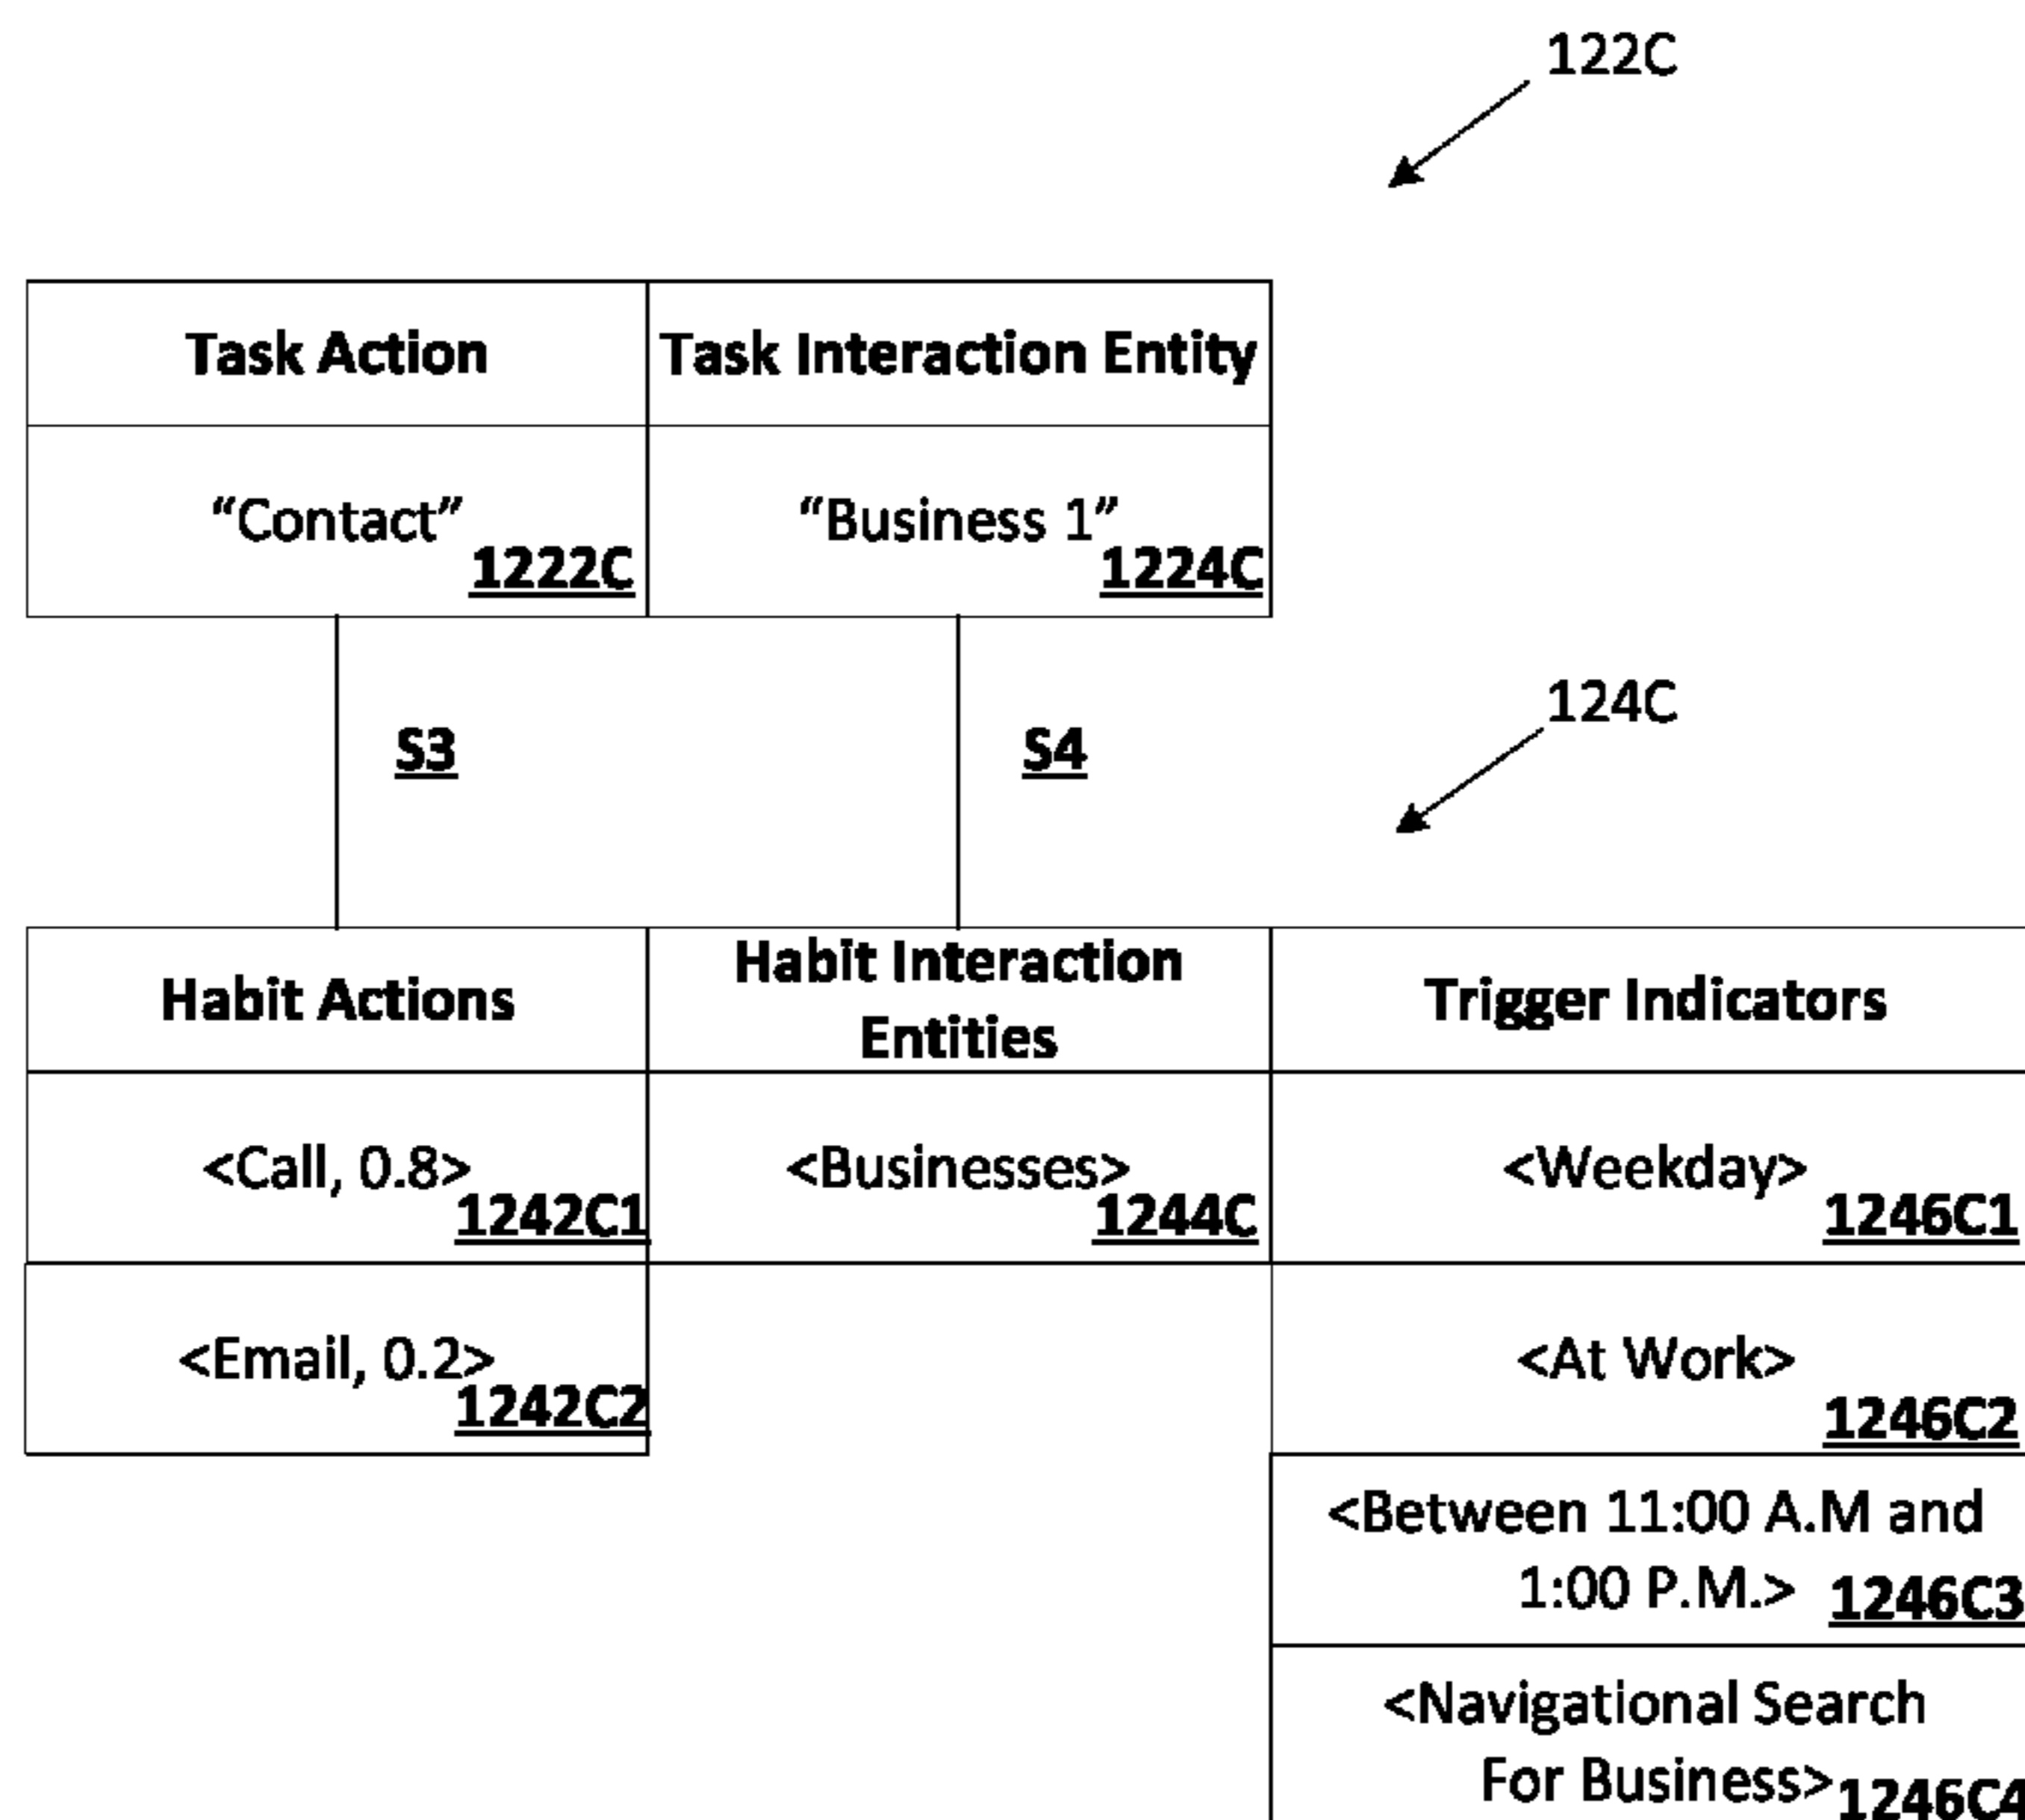 122C
Task Action
Task Interaction Entity
“Contact”
1222C
“Business 1”
1224C
S3
S4
124C
Habit Actions
Habit Interaction
Entities
Trigger Indicators
<Call, 0.8>
1242C1
<Businesses>
1244C
<Weekday>
1246C1
<Email, 0.2>
1242C2
<At Work>
1246C2
<Between 11:00 A.M and
1:00 P.M.> 1246C3
<Navigational Search
For Business> 1246C4